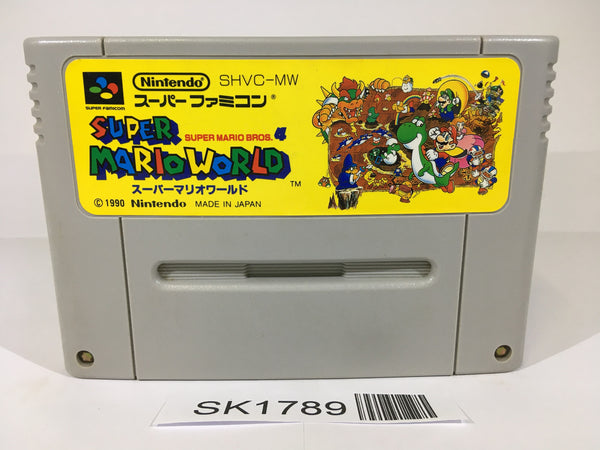 SUPER FAMICOM
Nintendo SHVC-MW
スーパーファミコン®
SUPER SUPER MARIO BROS. 4
MARIO WORLD
スーパーマリオワールド ™
© 1990 Nintendo MADE IN JAPAN
SK1789